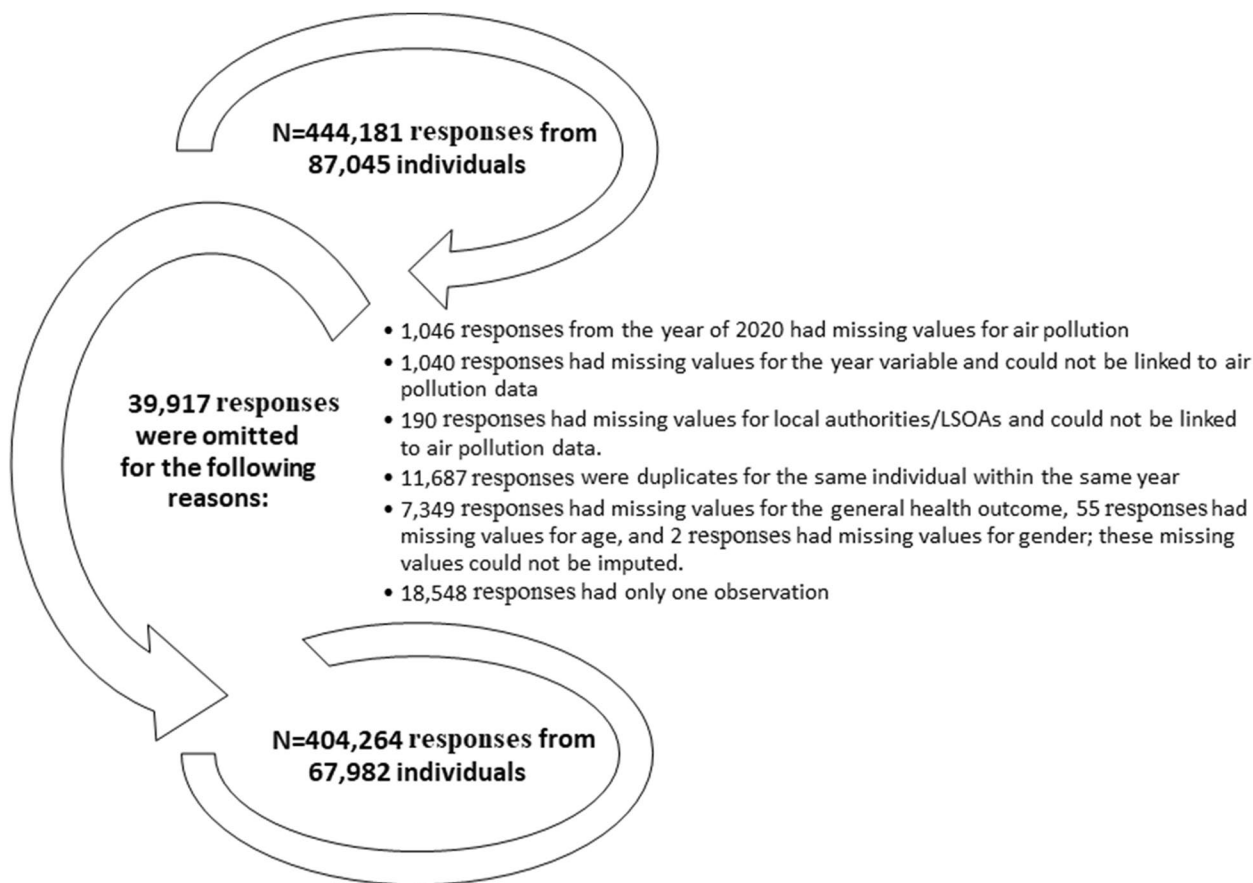 N=444,181 responses from
87,045 individuals
39,917 responses
were omitted
for the following
reasons:
• 1,046 responses from the year of 2020 had missing values for air pollution
• 1,040 responses had missing values for the year variable and could not be linked to air
pollution data
• 190 responses had missing values for local authorities/LSOAs and could not be linked
to air pollution data.
• 11,687 responses were duplicates for the same individual within the same year
• 7,349 responses had missing values for the general health outcome, 55 responses had
missing values for age, and 2 responses had missing values for gender; these missing
values could not be imputed.
• 18,548 responses had only one observation
N=404,264 responses from
67,982 individuals